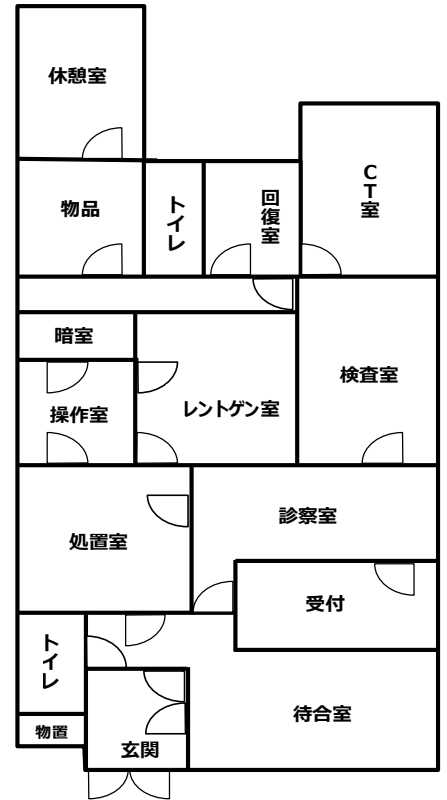 休憩室
物品
トイレ
回復室
CT室
暗室
操作室
レントゲン室
検査室
処置室
診察室
受付
トイレ
物置
玄関
待合室